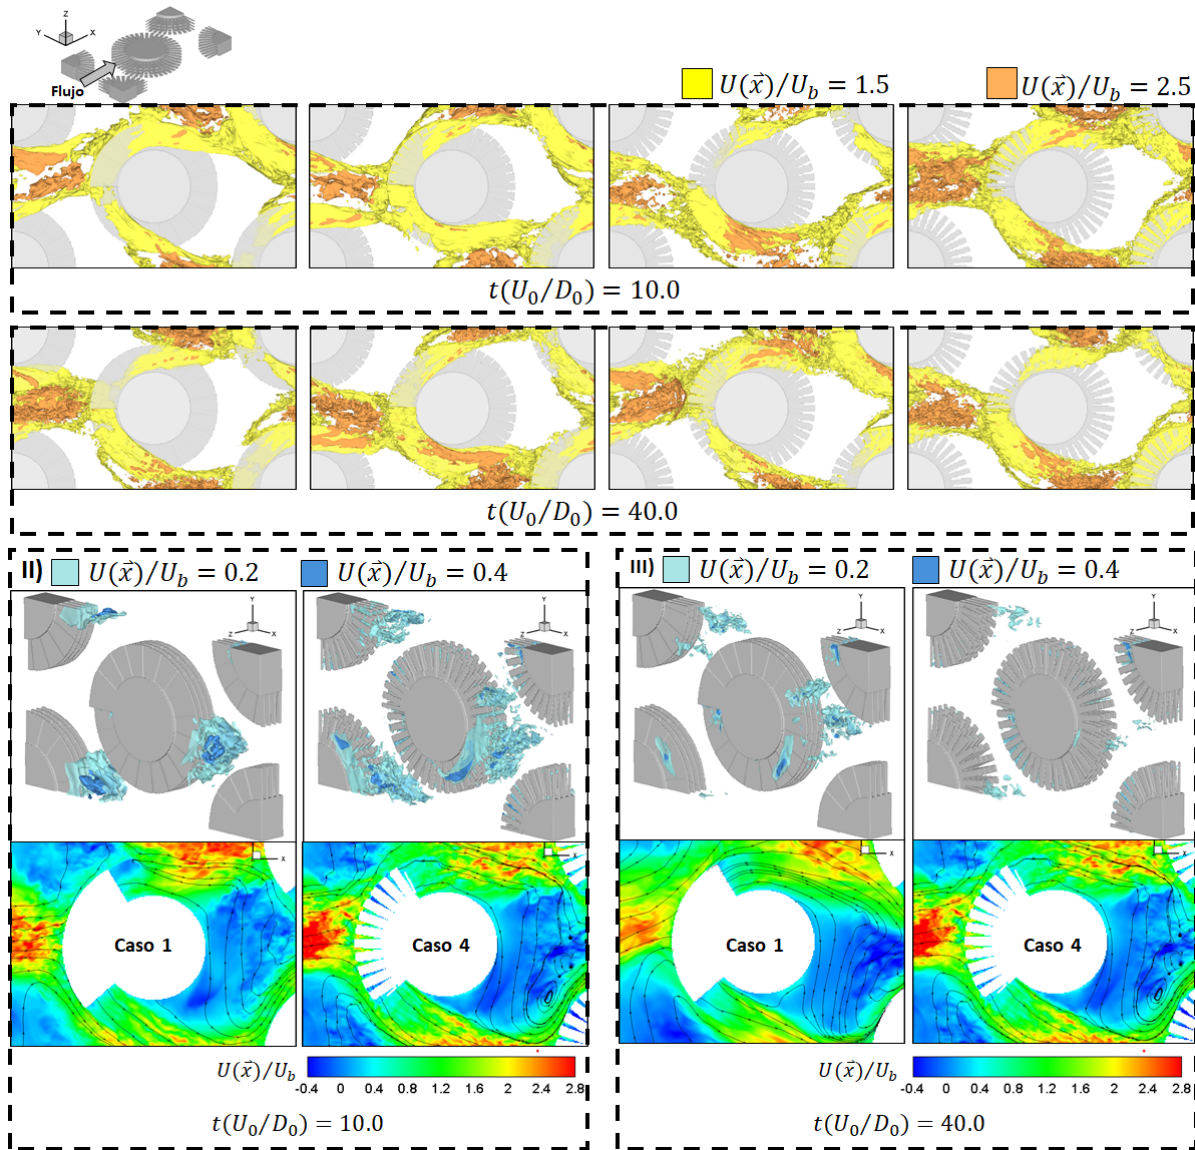 Z
Y X
Flujo
U(x⃗)/U_b = 1.5 U(x⃗)/U_b = 2.5
t(U_0/D_0) = 10.0
t(U_0/D_0) = 40.0
II) U(x⃗)/U_b = 0.2 U(x⃗)/U_b = 0.4
Y
Z X
Y
Z X
X
Caso 1 Caso 4
U(x⃗)/U_b
-0.4 0 0.4 0.8 1.2 1.6 2 2.4 2.8
t(U_0/D_0) = 10.0
III) U(x⃗)/U_b = 0.2 U(x⃗)/U_b = 0.4
Y
Z X
Y
Z X
X
Caso 1 Caso 4
U(x⃗)/U_b
-0.4 0 0.4 0.8 1.2 1.6 2 2.4 2.8
t(U_0/D_0) = 40.0